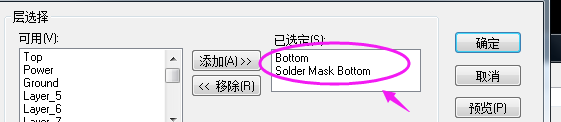 层选择
可用(V):
已选定(S):
Top
Power
Ground
Layer_5
Layer_6
Layer_7
添加(A) >>
<< 移除(R)
Bottom
Solder Mask Bottom
确定
取消
预览(P)